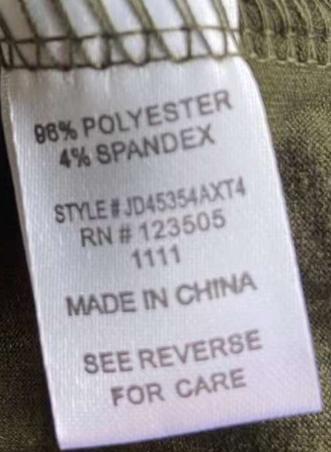 96% POLYESTER
4% SPANDEX
STYLE # JD45354AXT4
RN # 123505
1111
MADE IN CHINA
SEE REVERSE
FOR CARE